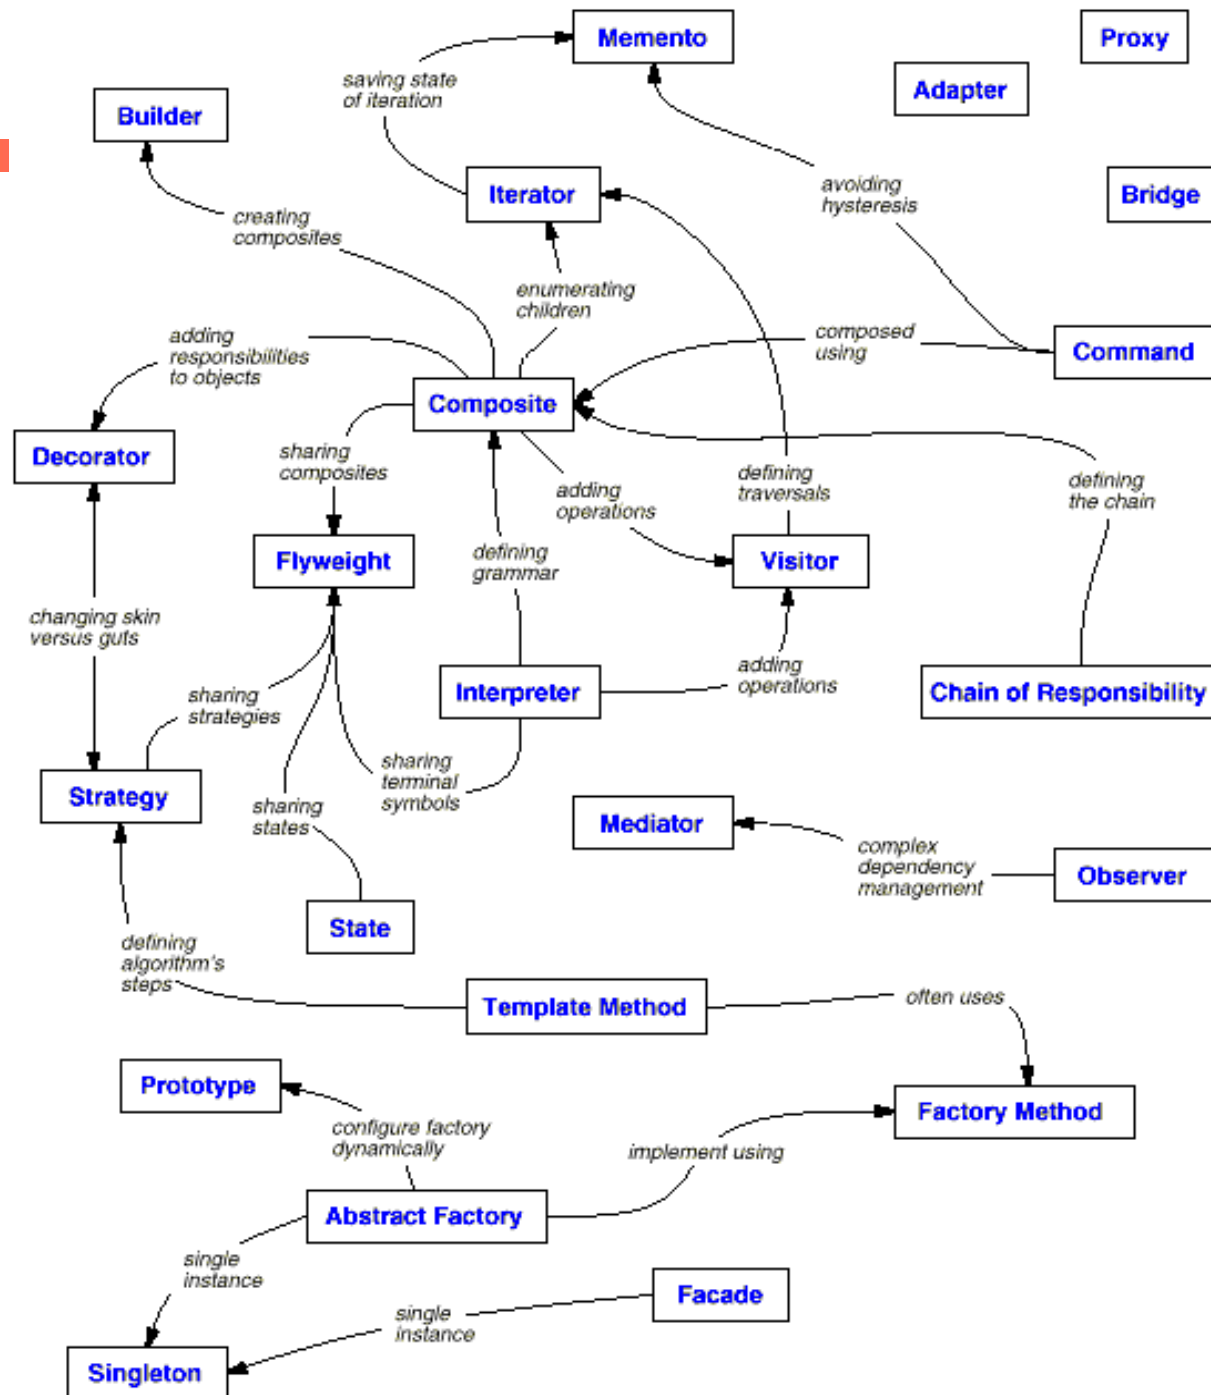 Memento
Proxy
saving state
of iteration
Adapter
Builder
Iterator
avoiding
hysteresis
Bridge
creating
composites
enumerating
children
adding
responsibilities
to objects
composed
using
Command
Composite
Decorator
sharing
composites
adding
operations
defining
traversals
defining
the chain
Flyweight
defining
grammar
Visitor
changing skin
versus guts
sharing
strategies
Interpreter
adding
operations
Chain of Responsibility
Strategy
sharing
states
sharing
terminal
symbols
Mediator
complex
dependency
management
Observer
State
defining
algorithm's
steps
Template Method
often uses
Prototype
configure factory
dynamically
implement using
Factory Method
Abstract Factory
single
instance
Facade
single
instance
Singleton